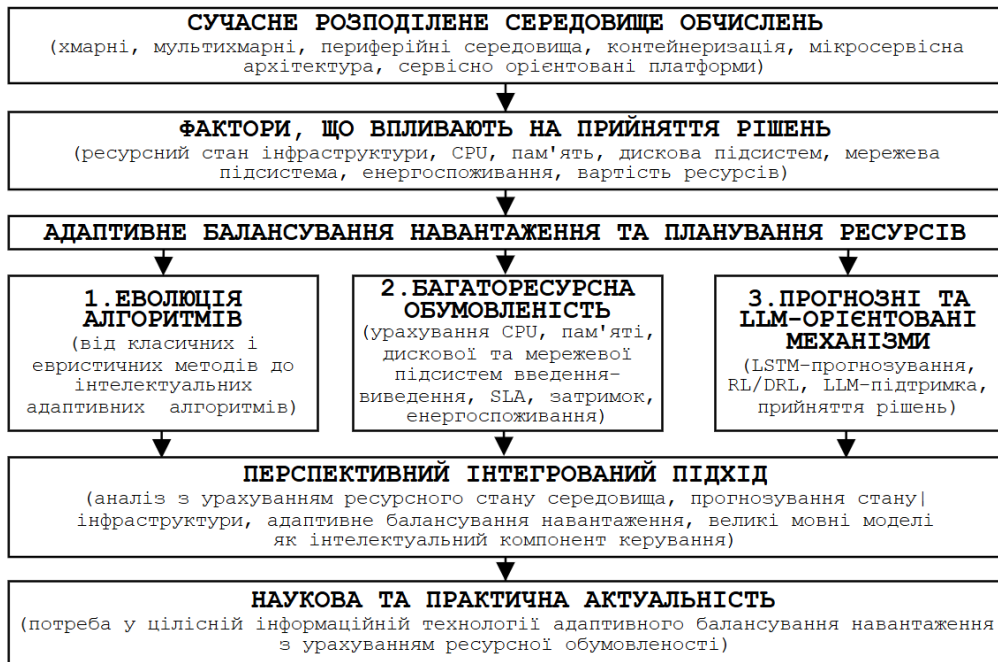 СУЧАСНЕ РОЗПОДІЛЕНЕ СЕРЕДОВИЩЕ ОБЧИСЛЕНЬ
(хмарні, мультихмарні, периферійні середовища, контейнеризація, мікросервісна
архітектура, сервісно орієнтовані платформи)
ФАКТОРИ, ЩО ВПЛИВАЮТЬ НА ПРИЙНЯТТЯ РІШЕНЬ
(ресурсний стан інфраструктури, CPU, пам'ять, дискова підсистем, мережева
підсистема, енергоспоживання, вартість ресурсів)
АДАПТИВНЕ БАЛАНСУВАННЯ НАВАНТАЖЕННЯ ТА ПЛАНУВАННЯ РЕСУРСІВ
1.ЕВОЛЮЦІЯ
АЛГОРИТМІВ
(від класичних і
евристичних методів до
інтелектуальних
адаптивних алгоритмів)
2.БАГАТОРЕСУРСНА
ОБУМОВЛЕНІСТЬ
(урахування CPU, пам'яті,
дискової та мережевої
підсистем введення-
виведення, SLA, затримок,
енергоспоживання)
3.ПРОГНОЗНІ ТА
LLM-ОРІЄНТОВАНІ
МЕХАНІЗМИ
(LSTM-прогнозування,
RL/DRL, LLM-підтримка,
прийняття рішень)
ПЕРСПЕКТИВНИЙ ІНТЕГРОВАНИЙ ПІДХІД
(аналіз з урахуванням ресурсного стану середовища, прогнозування стану|
інфраструктури, адаптивне балансування навантаження, великі мовні моделі
як інтелектуальний компонент керування)
НАУКОВА ТА ПРАКТИЧНА АКТУАЛЬНІСТЬ
(потреба у цілісній інформаційній технології адаптивного балансування навантаження
з урахуванням ресурсної обумовленості)